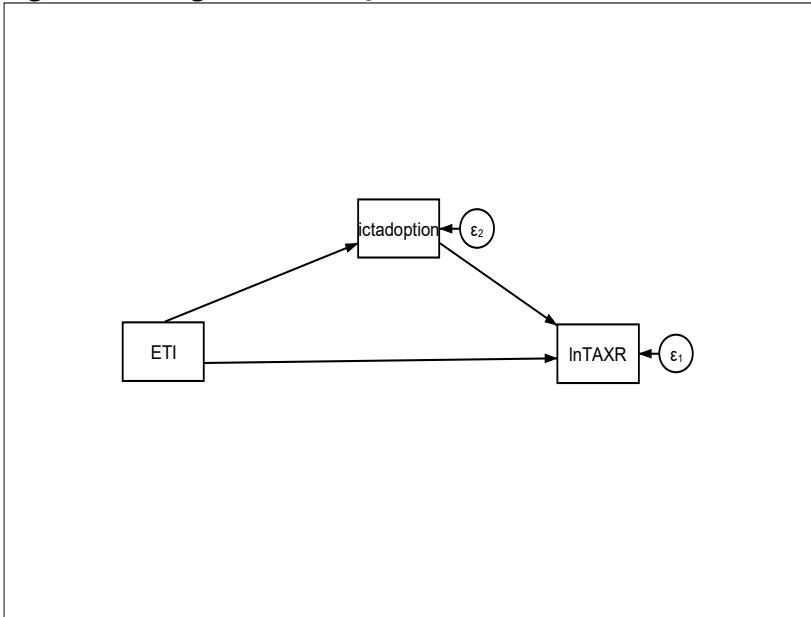 ictadoption
ε2
ETI
lnTAXR
ε1